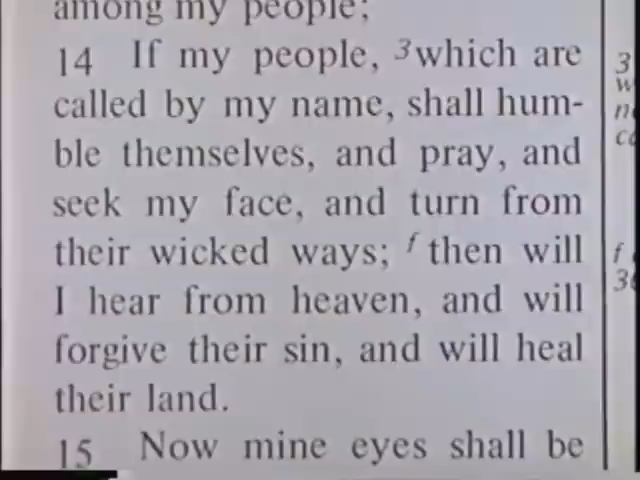 among my people;
14 If my people, 3which are
called by my name, shall hum-
ble themselves, and pray, and
seek my face, and turn from
their wicked ways; f then will
I hear from heaven, and will
forgive their sin, and will heal
their land.
15 Now mine eyes shall be
3
f